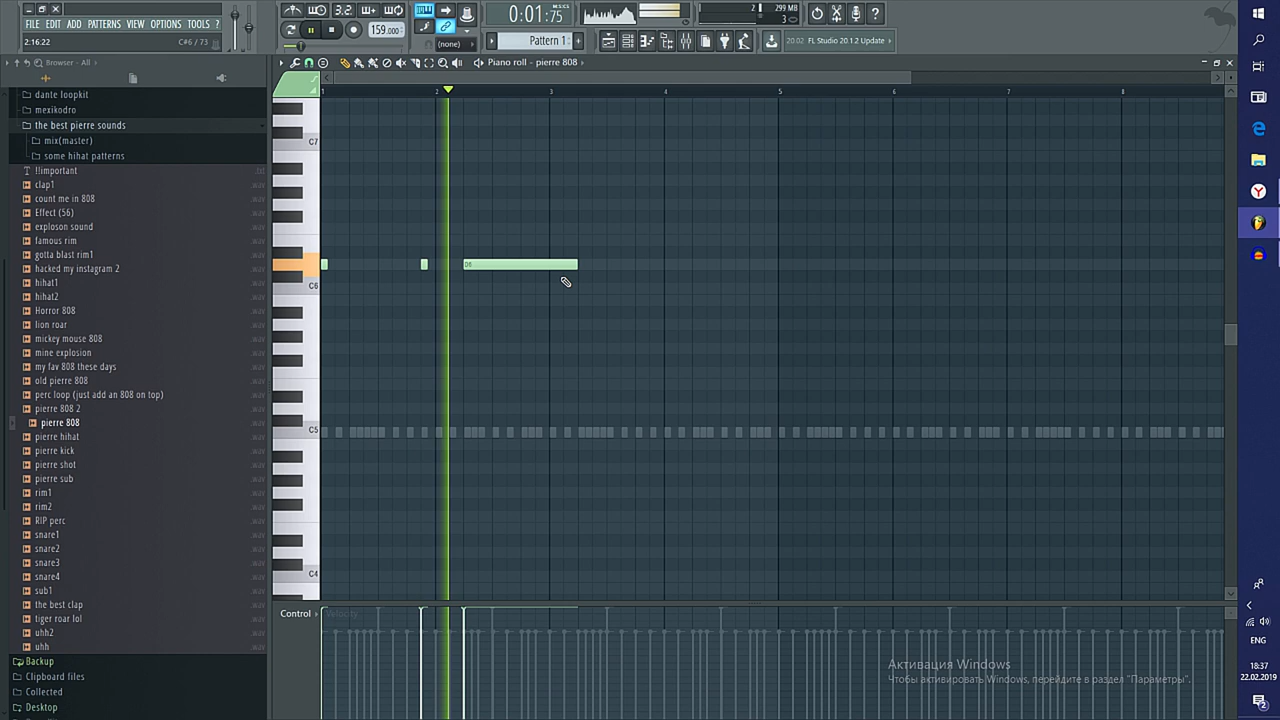 FILE EDIT ADD PATTERNS VIEW OPTIONS TOOLS ?
2:16:22 C#6 / 73
3.2
0:01:75
M:S:CS
159.000
(none)
Pattern 1
2
299 MB
3
20.02 FL Studio 20.1.2 Update
Browser - All
Piano roll - pierre 808
dante loopkit
mexikodro
the best pierre sounds
mix(master)
some hihat patterns
!!important
clap1
count me in 808
Effect (56)
exploson sound
famous rim
gotta blast rim1
hacked my instagram 2
hihat1
hihat2
Horror 808
lion roar
mickey mouse 808
mine explosion
my fav 808 these days
old pierre 808
perc loop (just add an 808 on top)
pierre 808 2
pierre 808
pierre hihat
pierre kick
pierre shot
pierre sub
rim1
rim2
RIP perc
snare1
snare2
snare3
snare4
sub1
the best clap
tiger roar lol
uhh2
uhh
Backup
Clipboard files
Collected
Desktop
1 2 3 4 5 6 7 8
C7
D6
C6
C5
C4
Control Velocity
Активация Windows
Чтобы активировать Windows, перейдите в раздел "Параметры".
ENG
18:37
22.02.2019